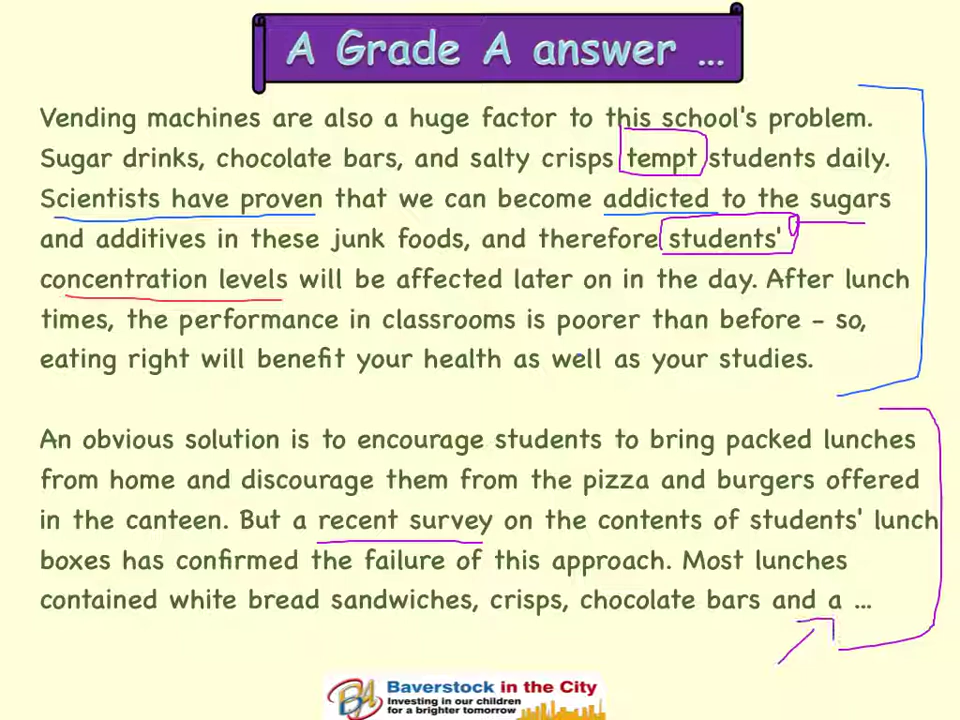 A Grade A answer ...
Vending machines are also a huge factor to this school's problem.
Sugar drinks, chocolate bars, and salty crisps tempt students daily.
Scientists have proven that we can become addicted to the sugars
and additives in these junk foods, and therefore students'
concentration levels will be affected later on in the day. After lunch
times, the performance in classrooms is poorer than before – so,
eating right will benefit your health as well as your studies.
An obvious solution is to encourage students to bring packed lunches
from home and discourage them from the pizza and burgers offered
in the canteen. But a recent survey on the contents of students' lunch
boxes has confirmed the failure of this approach. Most lunches
contained white bread sandwiches, crisps, chocolate bars and a ...
Baverstock in the City
Investing in our children
for a brighter tomorrow